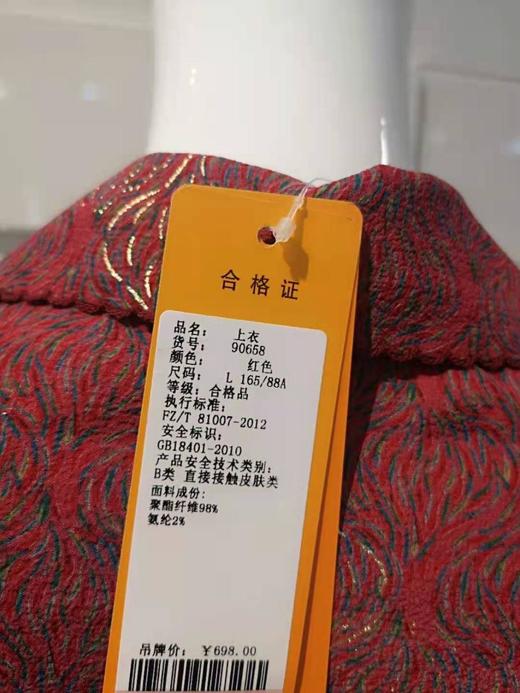 合格证
品名： 上衣
货号： 90658
颜色： 红色
尺码： L 165/88A
等级：合格品
执行标准：
FZ/T 81007-2012
安全标识：
GB18401-2010
产品安全技术类别：
B类 直接接触皮肤类
面料成份：
聚酯纤维98%
氨纶2%
吊牌价： ￥698.00